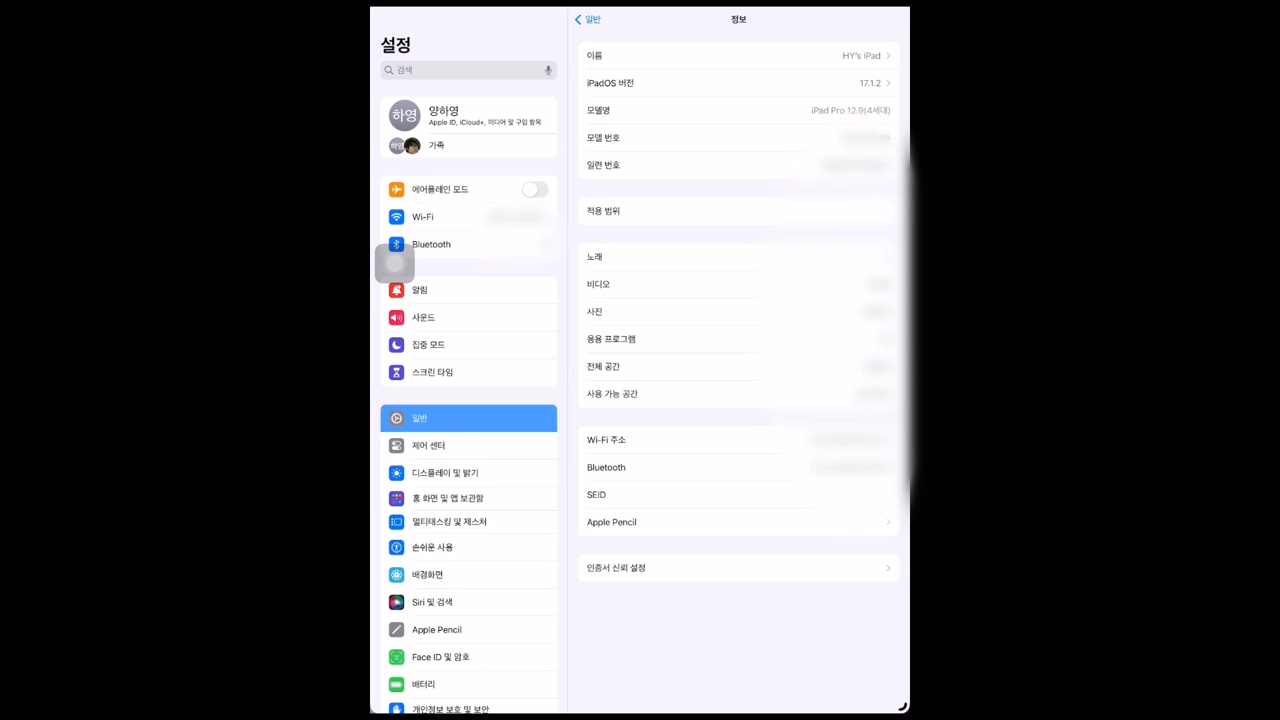 설정
검색
하영
양하영
Apple ID, iCloud+, 미디어 및 구입 항목
하영
가족
에어플레인 모드
Wi-Fi
Bluetooth
알림
사운드
집중 모드
스크린 타임
일반
제어 센터
디스플레이 및 밝기
홈 화면 및 앱 보관함
멀티태스킹 및 제스처
손쉬운 사용
배경화면
Siri 및 검색
Apple Pencil
Face ID 및 암호
배터리
개인정보 보호 및 보안
일반
정보
이름 HY's iPad
iPadOS 버전 17.1.2
모델명 iPad Pro 12.9(4세대)
모델 번호
일련 번호
적용 범위
노래
비디오
사진
응용 프로그램
전체 공간
사용 가능 공간
Wi-Fi 주소
Bluetooth
SEID
Apple Pencil
인증서 신뢰 설정